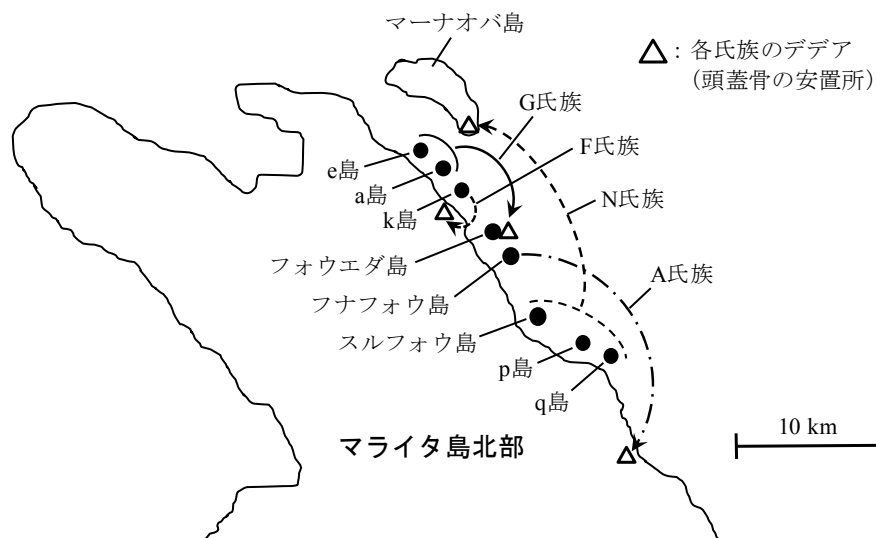 マーナオバ島
△：各氏族のデデア
（頭蓋骨の安置所）
G氏族
F氏族
e島
a島
k島
N氏族
フォウエダ島
フナフォウ島
A氏族
スルフォウ島
p島
q島
10 km
マライタ島北部